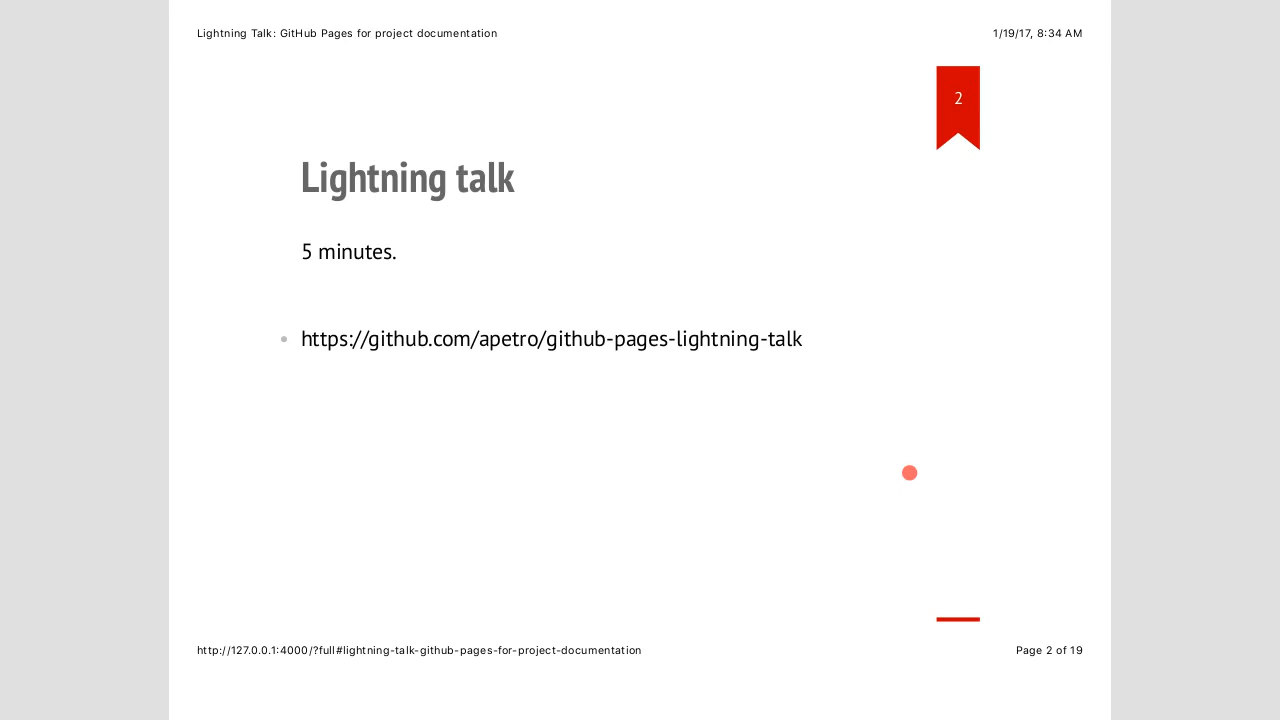 Lightning Talk: GitHub Pages for project documentation
1/19/17, 8:34 AM
2
Lightning talk
5 minutes.
https://github.com/apetro/github-pages-lightning-talk
http://127.0.0.1:4000/?full#lightning-talk-github-pages-for-project-documentation
Page 2 of 19